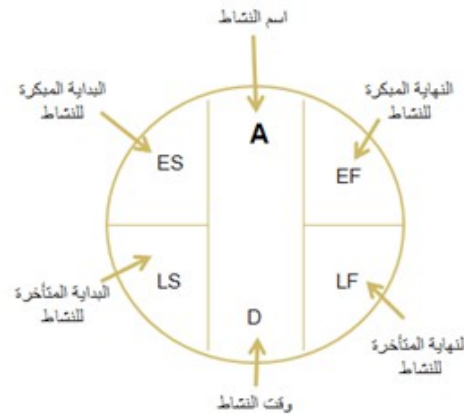 اسم النشاط
البداية المبكرة
للنشاط
النهاية المبكرة
للنشاط
A
ES
EF
LS
LF
D
البداية المتأخرة
للنشاط
لنهاية المتأخرة
للنشاط
وقت النشاط